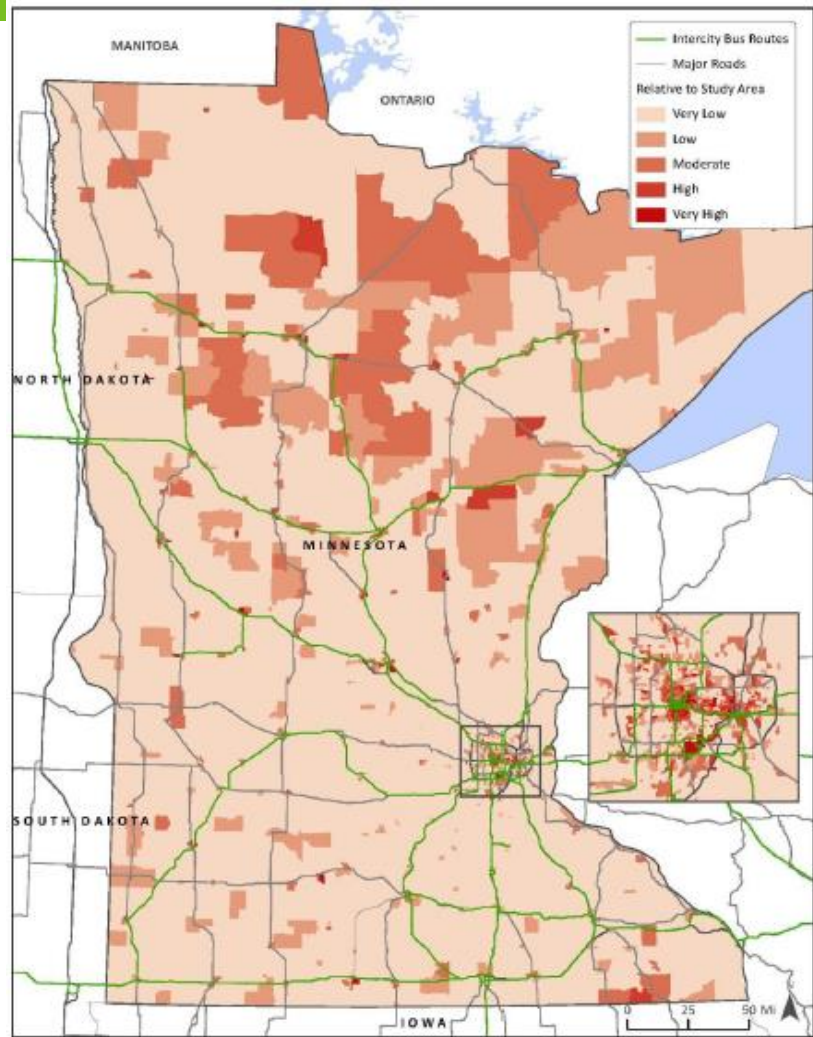 MANITOBA
ONTARIO
Intercity Bus Routes
Major Roads
Relative to Study Area
Very Low
Low
Moderate
High
Very High
NORTH DAKOTA
MINNESOTA
SOUTH DAKOTA
IOWA
0 25 50 Mi